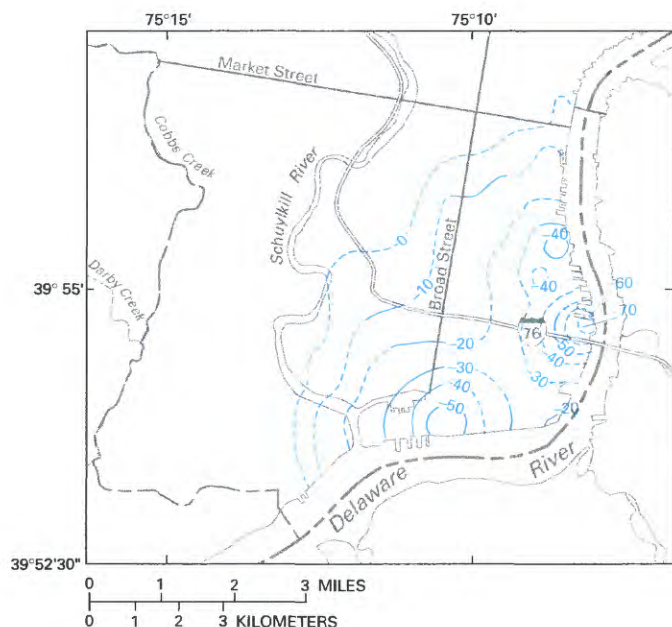 75°15' 75°10'
Market Street
Cobbs Creek
Schuylkill River
Darby Creek
Broad Street
39°55'
39°52'30"
0
-10
-20
-30
-40
-50
-40
-40
60
70
76
-50
-40
-30
-20
Delaware River
0 1 2 3 MILES
0 1 2 3 KILOMETERS